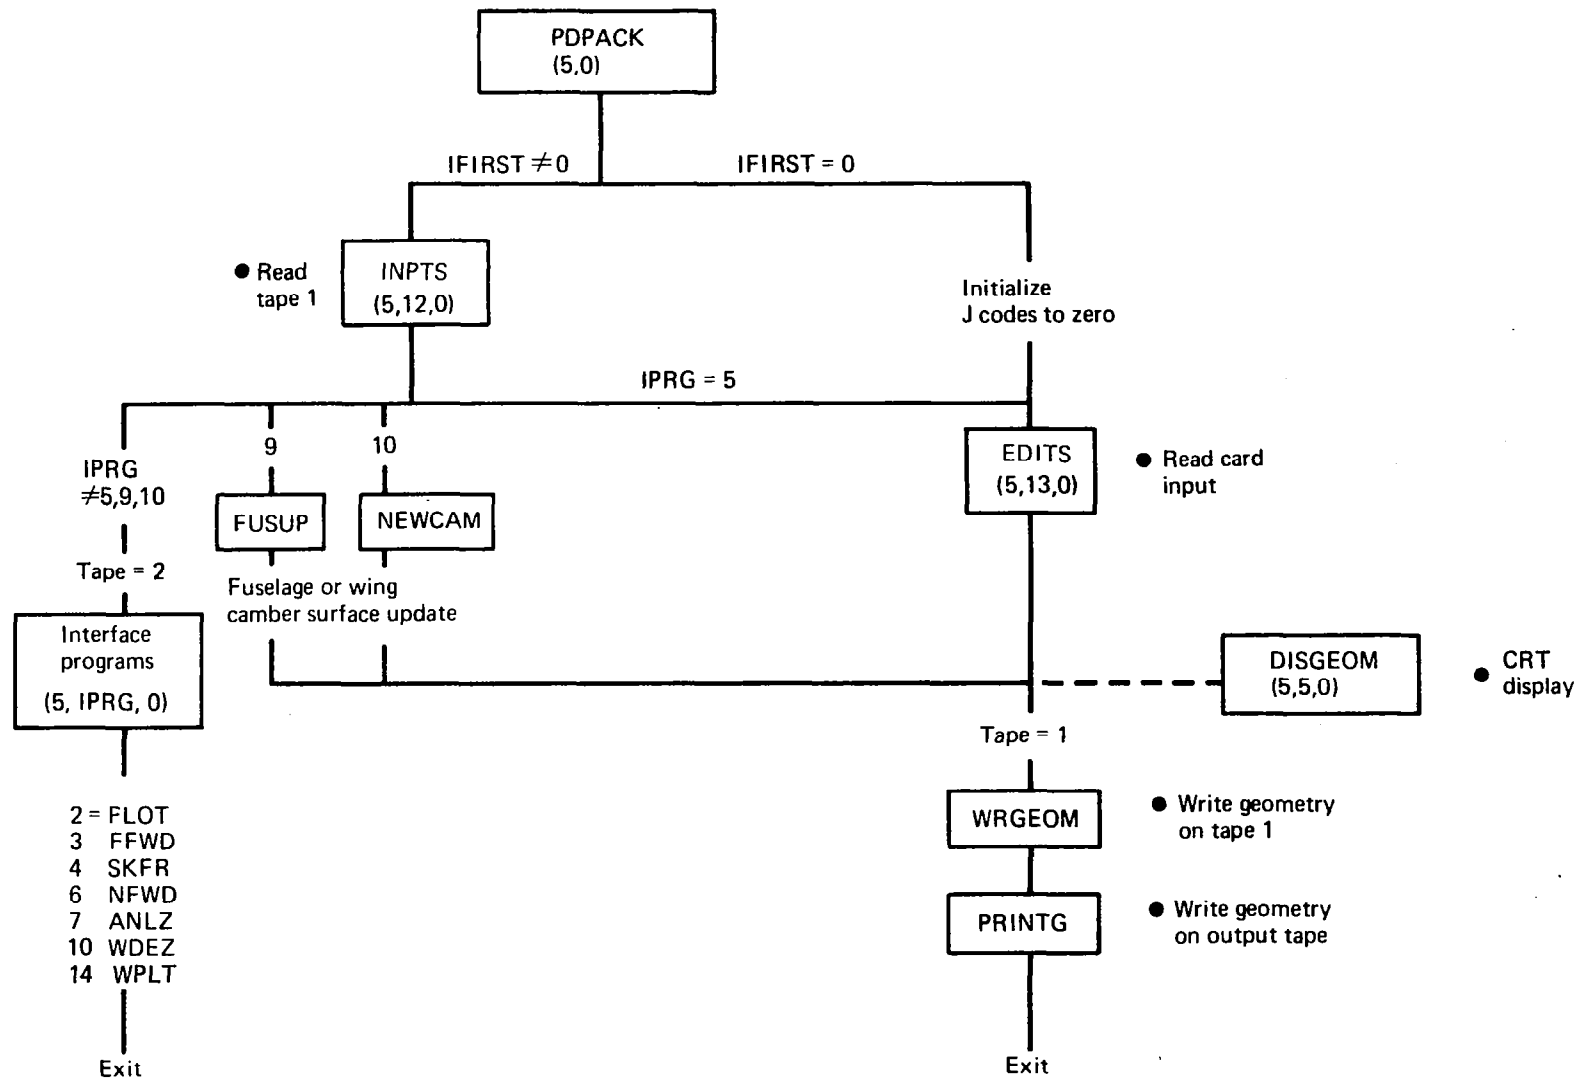 PDPACK
(5,0)
IFIRST ≠0
IFIRST = 0
● Read
tape 1
INPTS
(5,12,0)
Initialize
J codes to zero
IPRG = 5
9
10
IPRG
≠5,9,10
EDITS
(5,13,0)
● Read card
input
FUSUP
NEWCAM
Tape = 2
Fuselage or wing
camber surface update
Interface
programs
(5, IPRG, 0)
DISGEOM
(5,5,0)
● CRT
display
Tape = 1
2 = FLOT
3 FFWD
4 SKFR
6 NFWD
7 ANLZ
10 WDEZ
14 WPLT
WRGEOM
● Write geometry
on tape 1
PRINTG
● Write geometry
on output tape
Exit
Exit